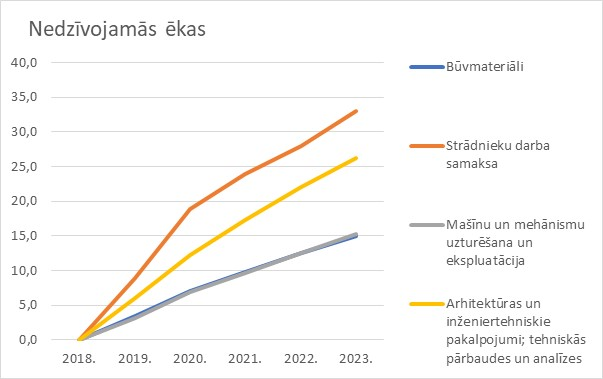 Nedzīvojamās ēkas
40,0
35,0
30,0
25,0
20,0
15,0
10,0
5,0
0,0
2018. 2019. 2020. 2021. 2022. 2023.
Būvmateriāli
Strādnieku darba
samaksa
Mašīnu un mehānismu
uzturēšana un
ekspluatācija
Arhitektūras un
inženiertehniskie
pakalpojumi; tehniskās
pārbaudes un analīzes